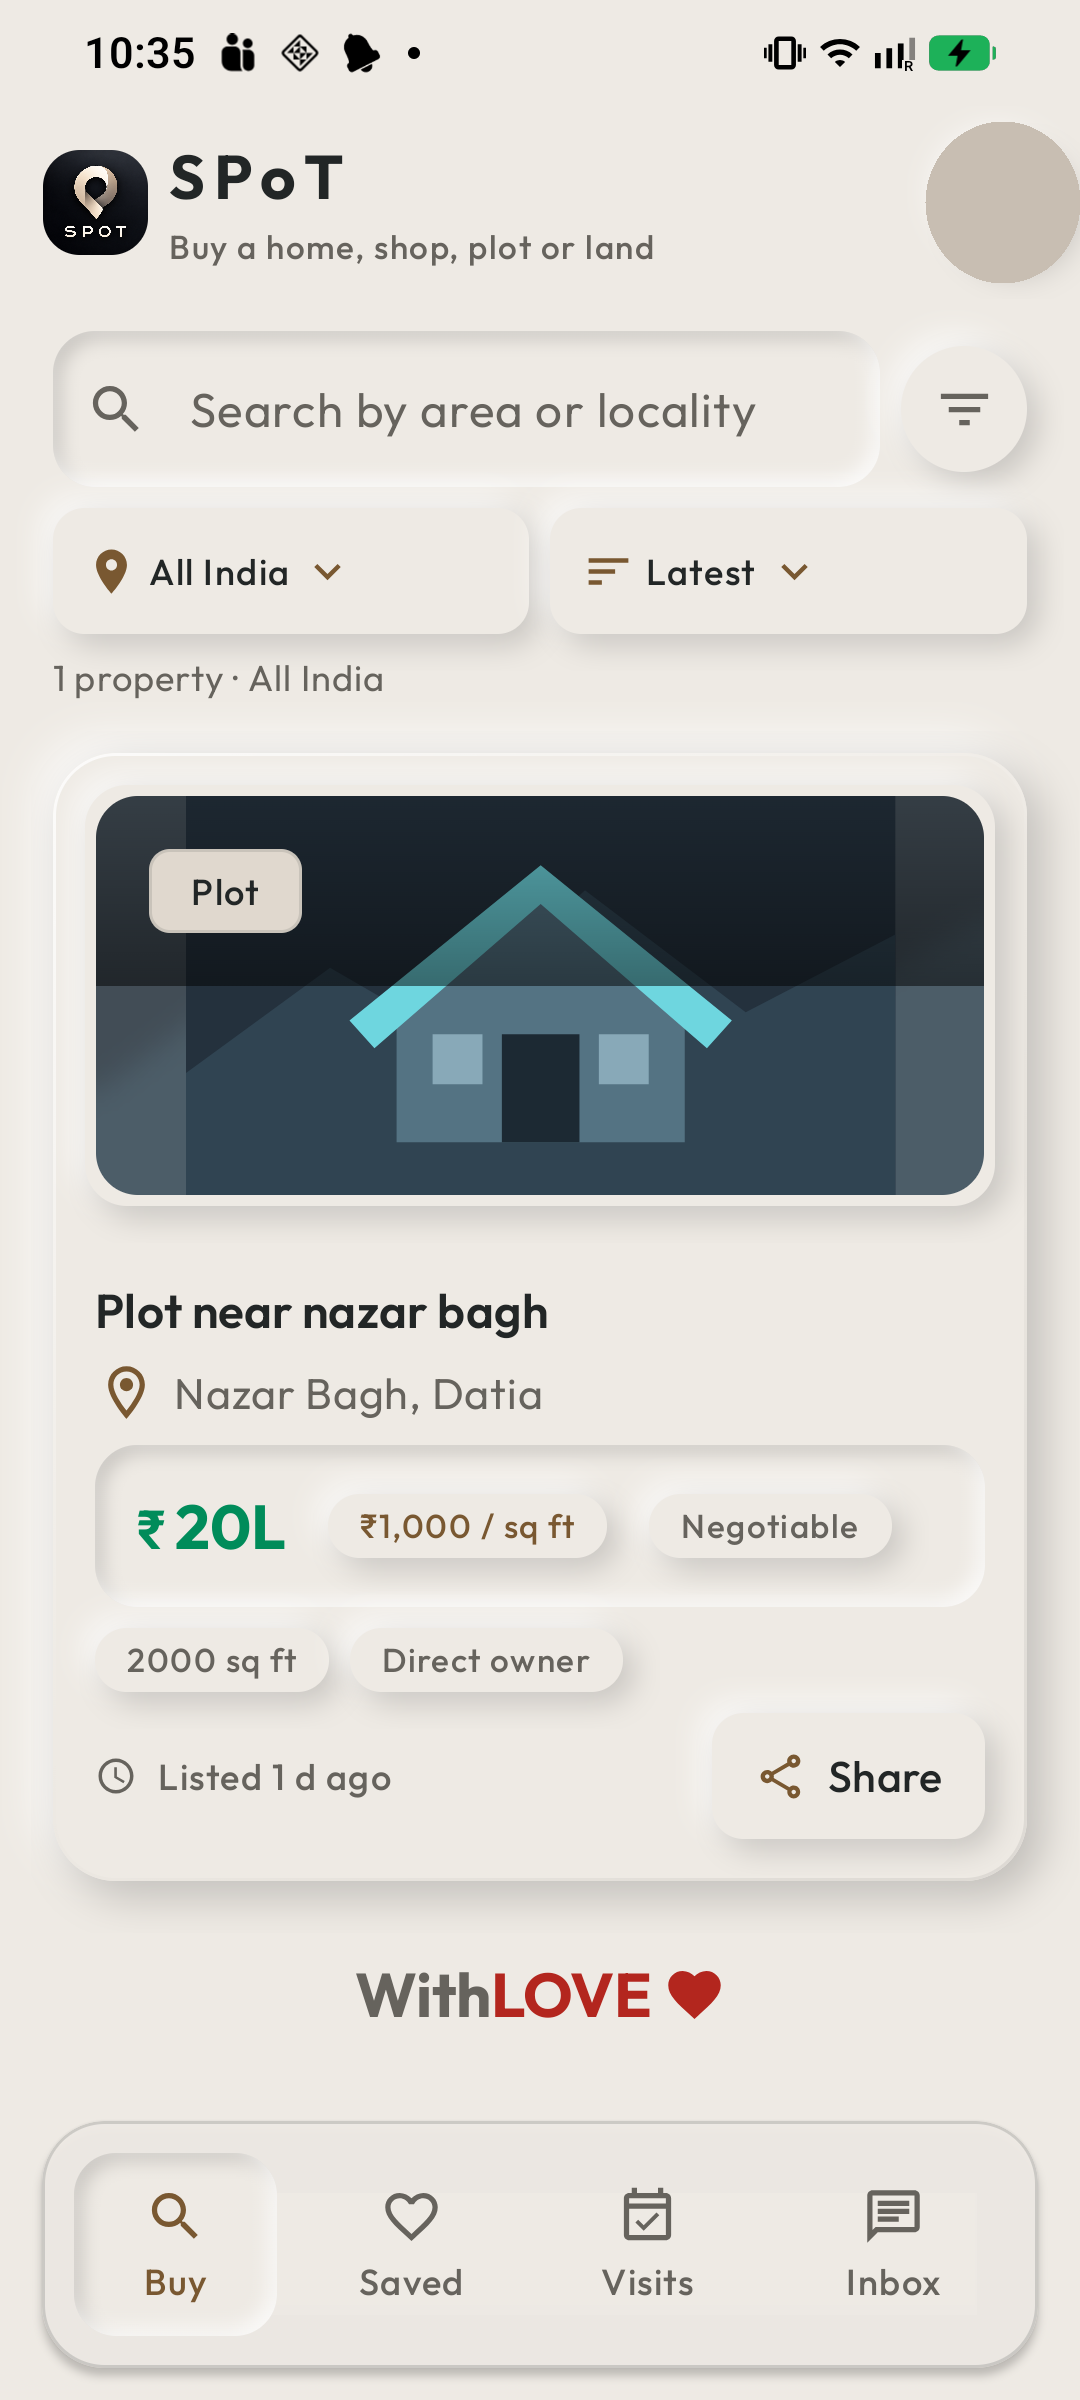 10:35
R
SPOT
SPoT
Buy a home, shop, plot or land
Search by area or locality
All India
Latest
1 property · All India
Plot
Plot near nazar bagh
Nazar Bagh, Datia
₹ 20L
₹1,000 / sq ft
Negotiable
2000 sq ft
Direct owner
Listed 1 d ago
Share
WithLOVE
Buy
Saved
Visits
Inbox